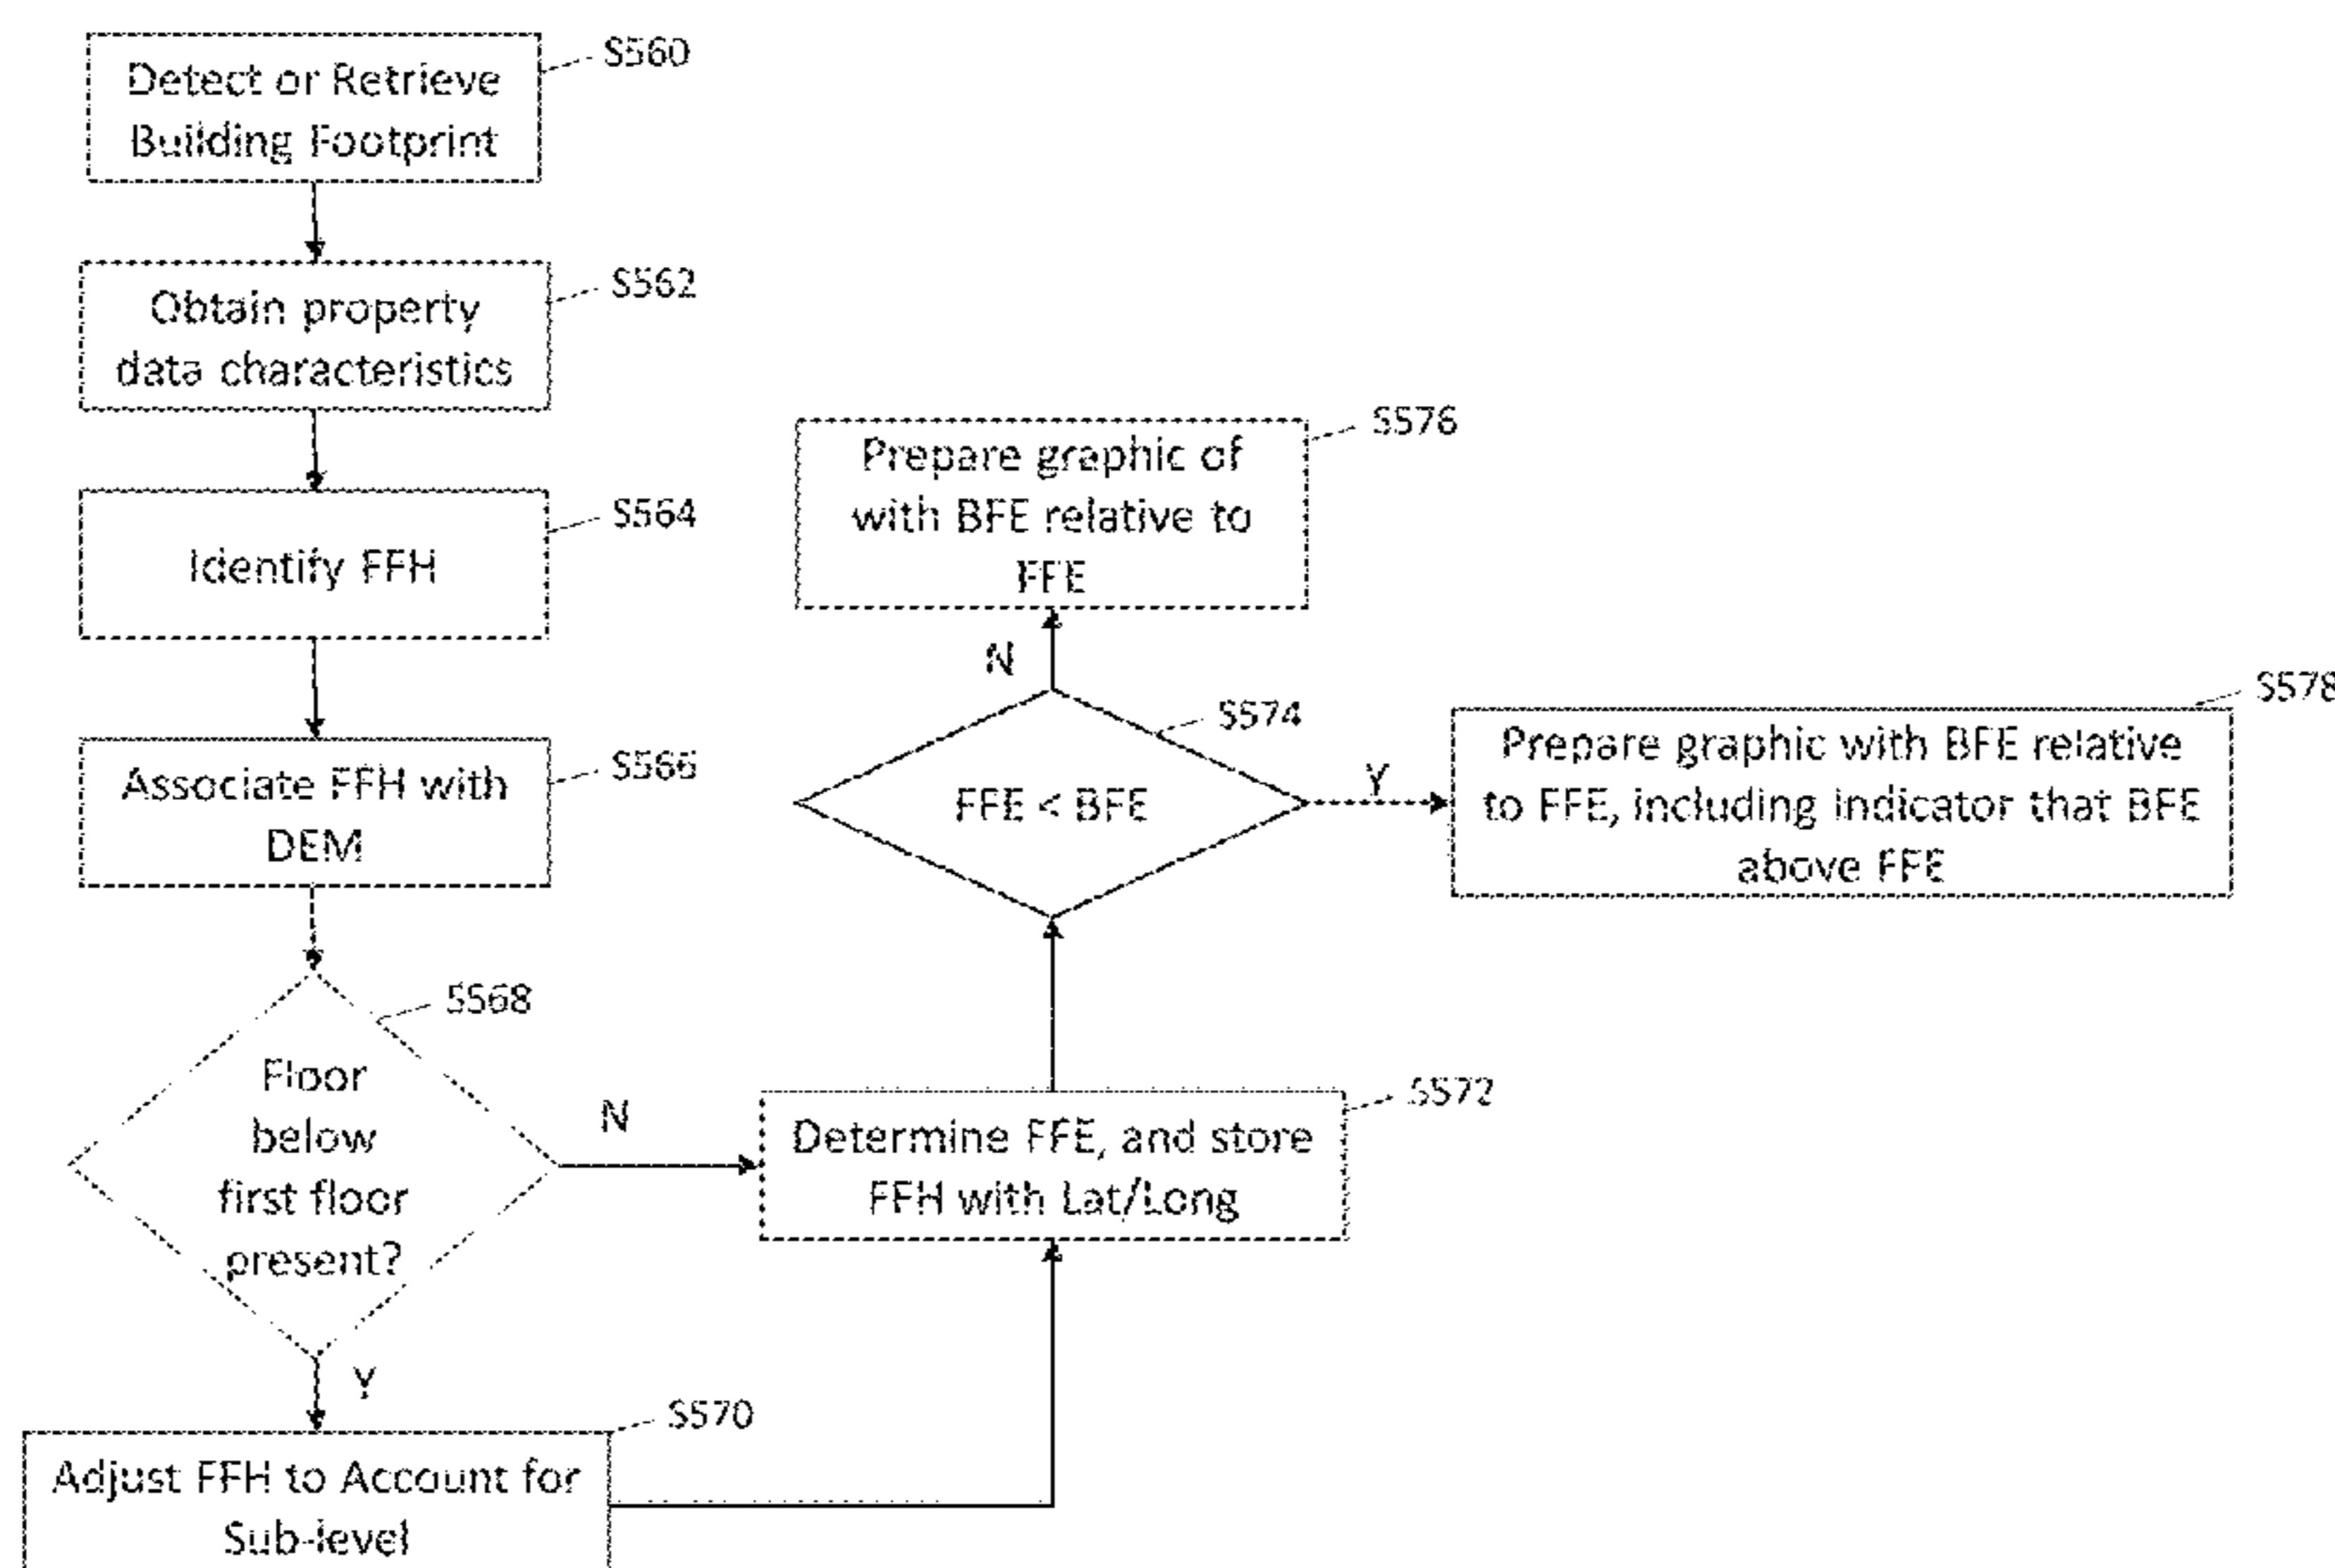 Detect or Retrieve
Building Footprint
S560
Obtain property
data characteristics
S562
Identify FFH
S564
Associate FFH with
DEM
S566
Floor
below
first floor
present?
S568
N
Y
Adjust FFH to Account for
Sub-level
S570
Determine FFE, and store
FFH with Lat/Long
S572
FFE < BFE
S574
N
Y
Prepare graphic of
with BFE relative to
FFE
S576
Prepare graphic with BFE relative
to FFE, including indicator that BFE
above FFE
S578